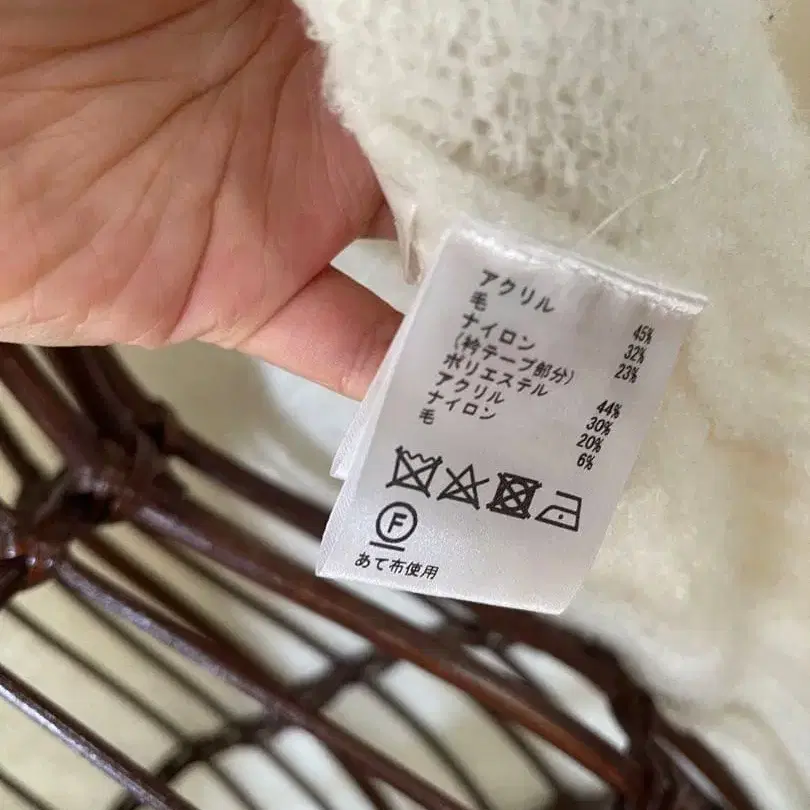 アクリル 45%
毛 32%
ナイロン 23%
(衿テープ部分)
ポリエステル 44%
アクリル 30%
ナイロン 20%
毛 6%
F
あて布使用